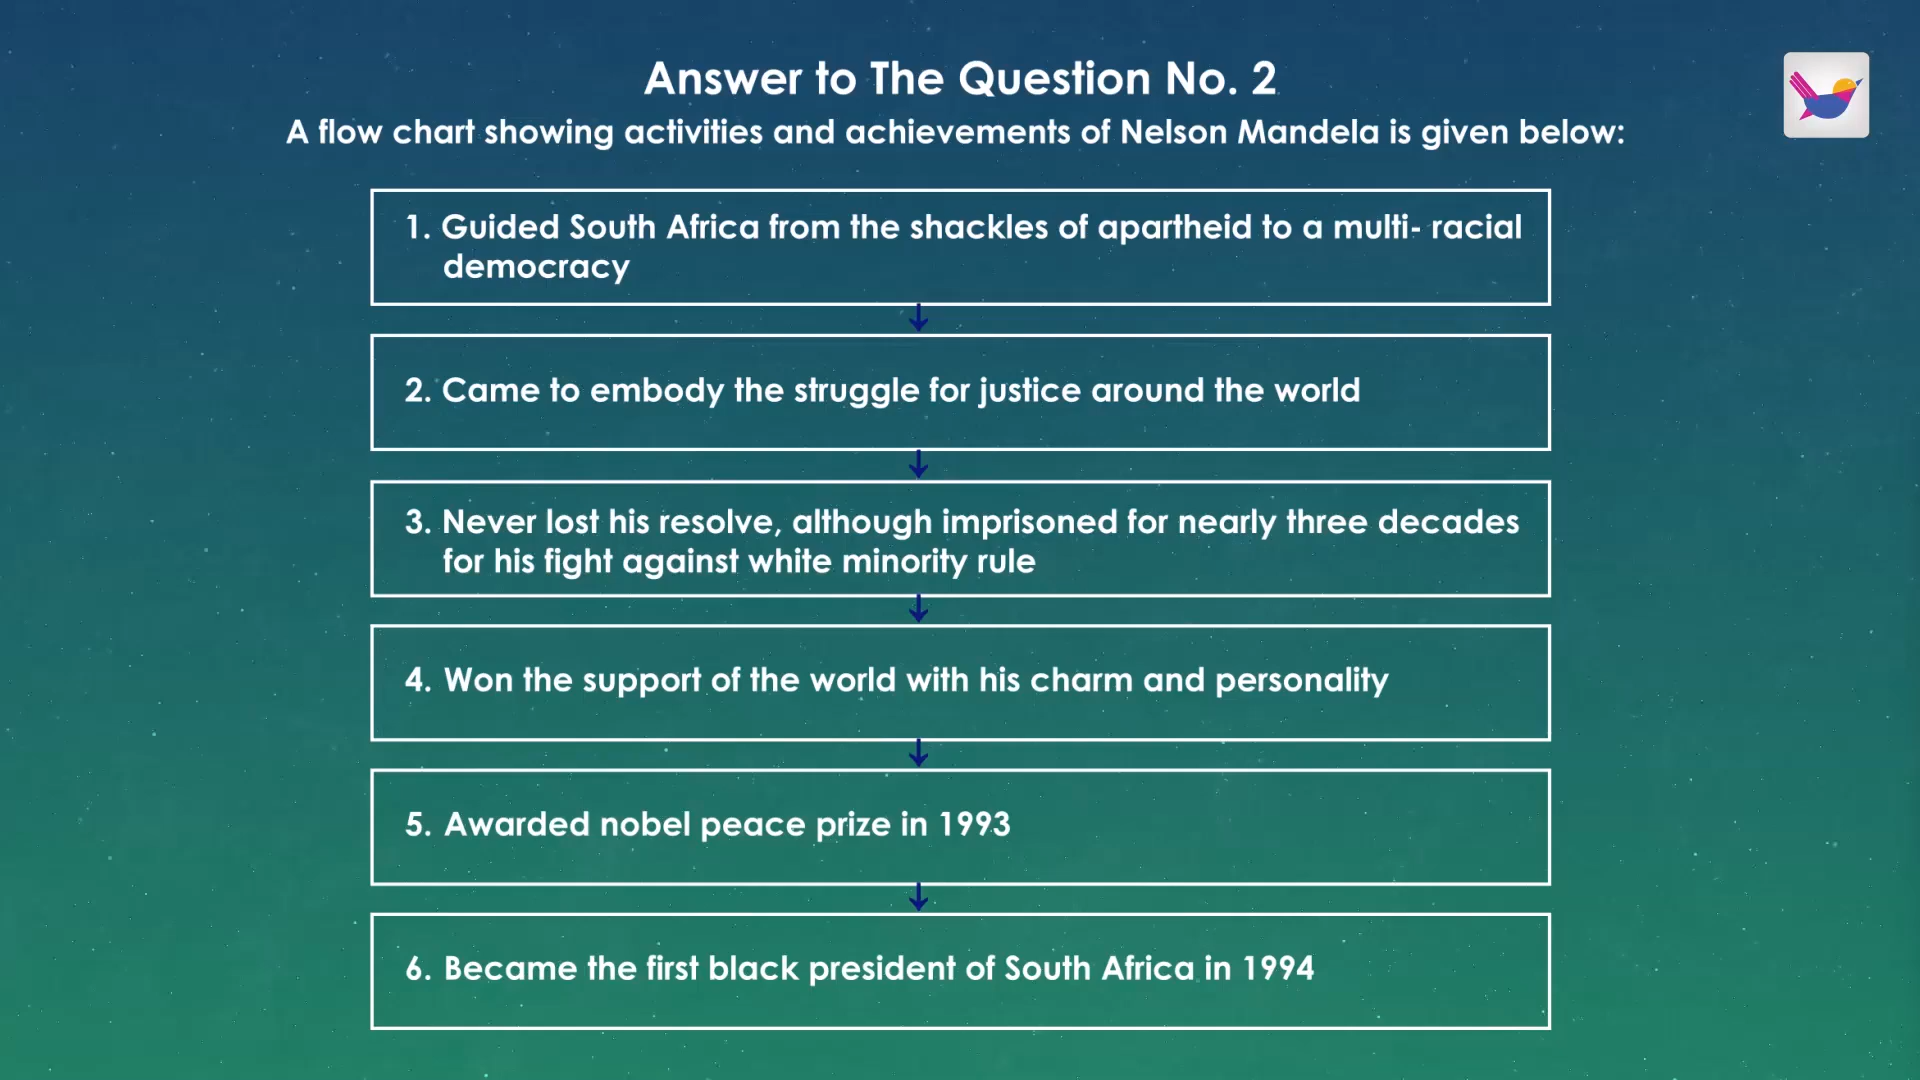 Answer to The Question No. 2
A flow chart showing activities and achievements of Nelson Mandela is given below:
1. Guided South Africa from the shackles of apartheid to a multi- racial
democracy
2. Came to embody the struggle for justice around the world
3. Never lost his resolve, although imprisoned for nearly three decades
for his fight against white minority rule
4. Won the support of the world with his charm and personality
5. Awarded nobel peace prize in 1993
6. Became the first black president of South Africa in 1994